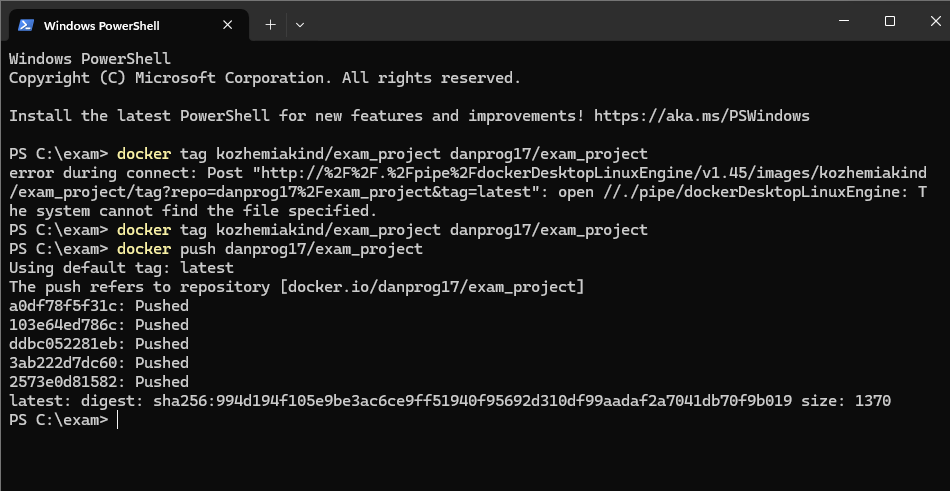 Windows PowerShell
Windows PowerShell
Copyright (C) Microsoft Corporation. All rights reserved.
Install the latest PowerShell for new features and improvements! https://aka.ms/PSWindows
PS C:\exam> docker tag kozhemiakind/exam_project danprog17/exam_project
error during connect: Post "http://%2F%2F.%2Fpipe%2FdockerDesktopLinuxEngine/v1.45/images/kozhemiakind
/exam_project/tag?repo=danprog17%2Fexam_project&tag=latest": open //./pipe/dockerDesktopLinuxEngine: T
he system cannot find the file specified.
PS C:\exam> docker tag kozhemiakind/exam_project danprog17/exam_project
PS C:\exam> docker push danprog17/exam_project
Using default tag: latest
The push refers to repository [docker.io/danprog17/exam_project]
a0df78f5f31c: Pushed
103e64ed786c: Pushed
ddbc052281eb: Pushed
3ab222d7dc60: Pushed
2573e0d81582: Pushed
latest: digest: sha256:994d194f105e9be3ac6ce9ff51940f95692d310df99aadaf2a7041db70f9b019 size: 1370
PS C:\exam>